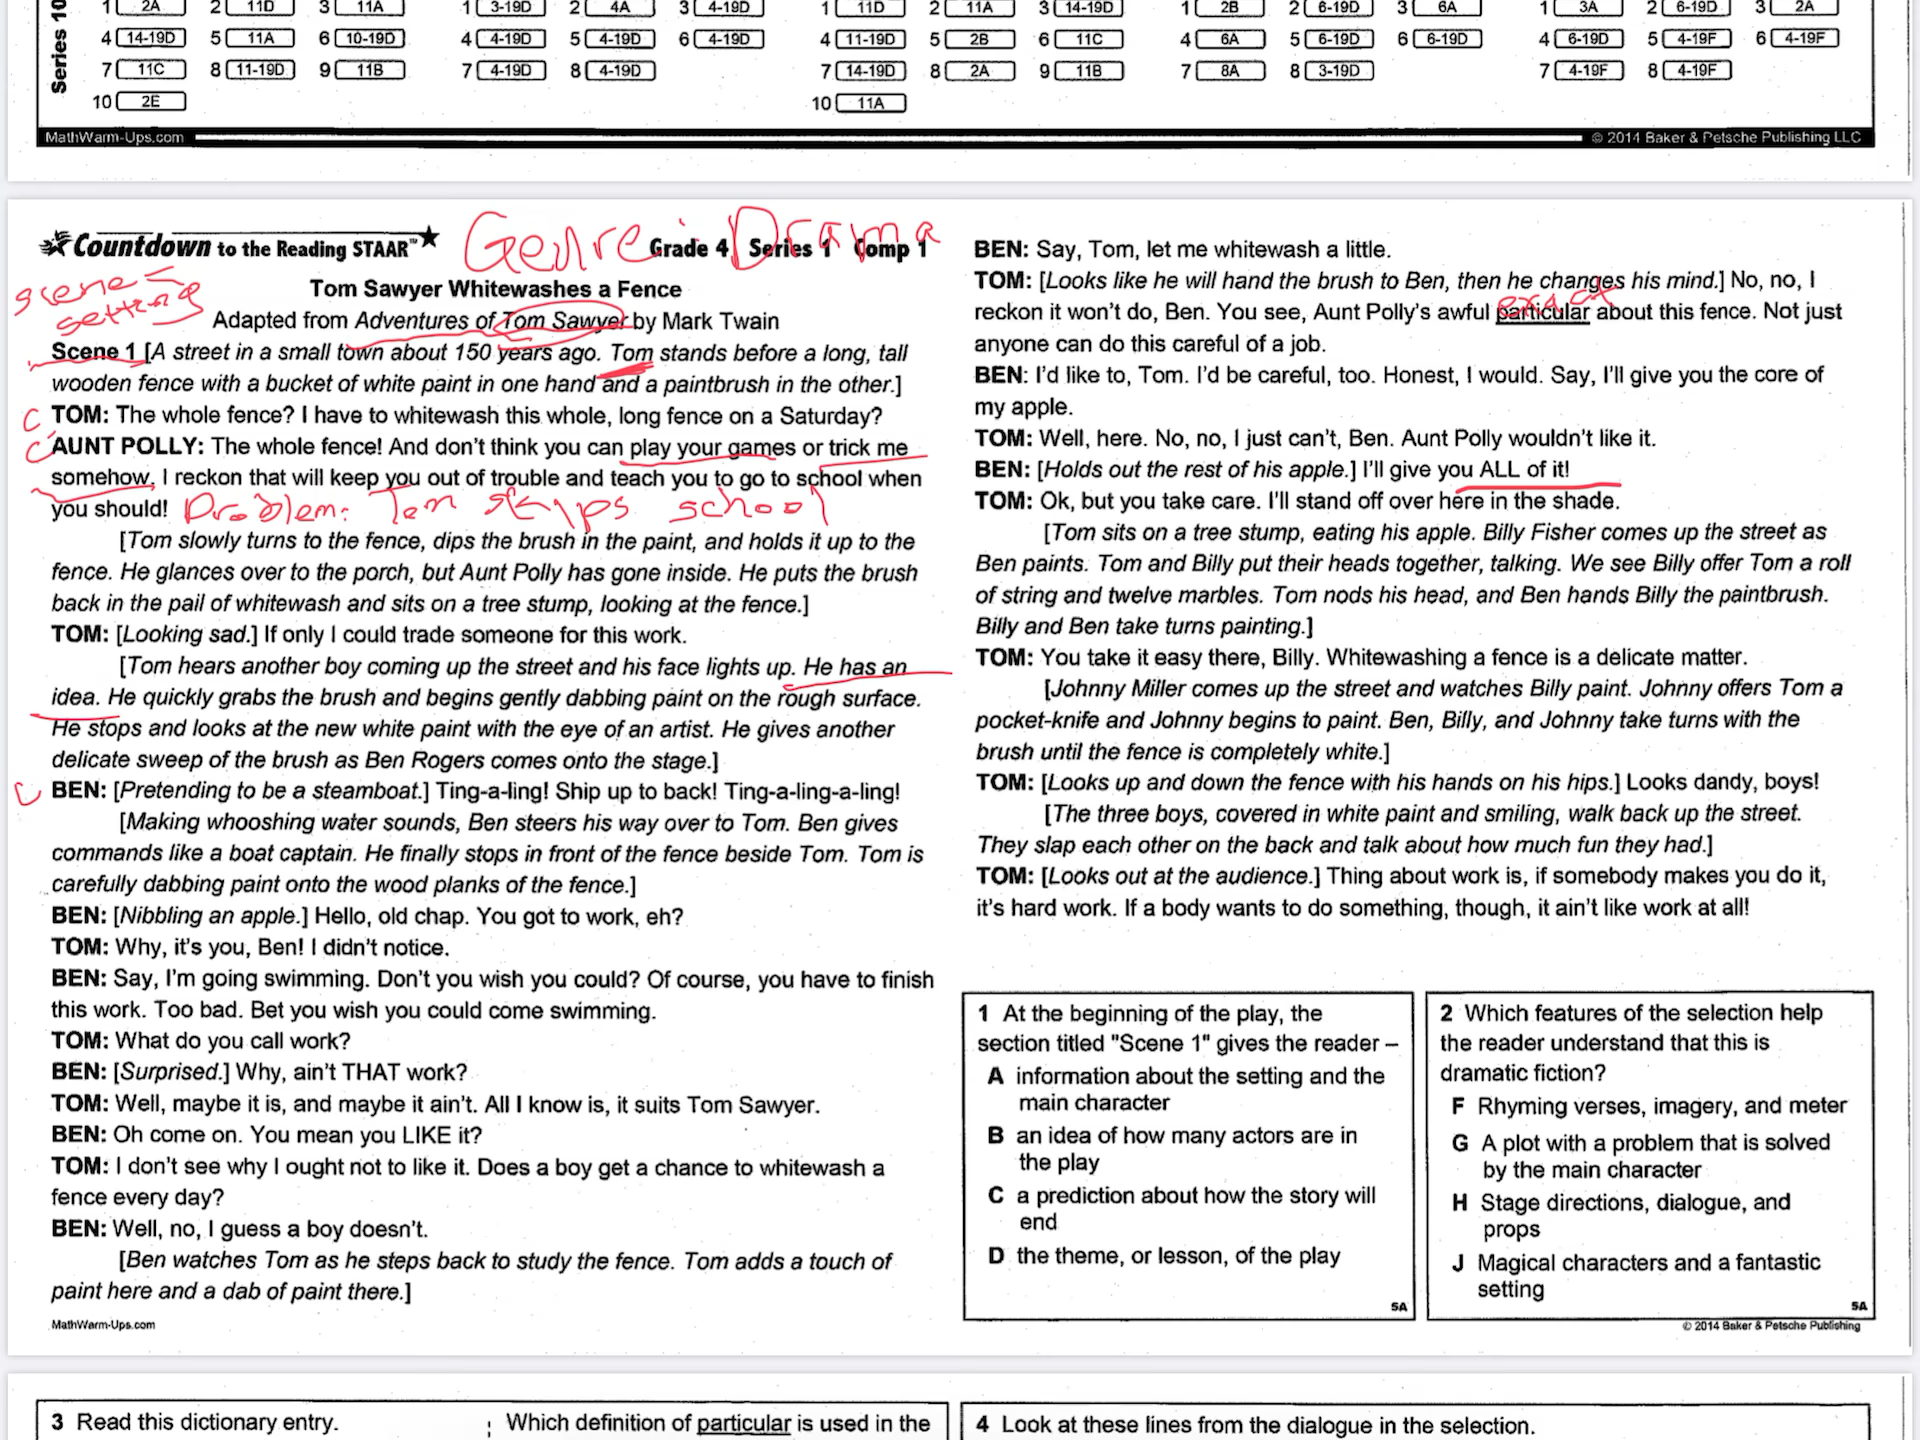 Series 10
1 2A 2 11D 3 11A 1 3-19D 2 4A 3 4-19D 1 11D 2 11A 3 14-19D 1 2B 2 6-19D 3 6A 1 3A 2 6-19D 3 2A
4 14-19D 5 11A 6 10-19D 4 4-19D 5 4-19D 6 4-19D 4 11-19D 5 2B 6 11C 4 6A 5 6-19D 6 6-19D 4 6-19D 5 4-19F 6 4-19F
7 11C 8 11-19D 9 11B 7 4-19D 8 4-19D 7 14-19D 8 2A 9 11B 7 8A 8 3-19D 7 4-19F 8 4-19F
10 2E 10 11A
MathWarm-Ups.com © 2014 Baker & Petsche Publishing LLC
Genre: Drama
Countdown to the Reading STAAR™ Grade 4 Series 1 Comp 1
scene =
setting
Tom Sawyer Whitewashes a Fence
Adapted from Adventures of Tom Sawyer by Mark Twain
Scene 1 [A street in a small town about 150 years ago. Tom stands before a long, tall
wooden fence with a bucket of white paint in one hand and a paintbrush in the other.]
C TOM: The whole fence? I have to whitewash this whole, long fence on a Saturday?
C AUNT POLLY: The whole fence! And don't think you can play your games or trick me
somehow. I reckon that will keep you out of trouble and teach you to go to school when
you should! Problem: Tom skips school
[Tom slowly turns to the fence, dips the brush in the paint, and holds it up to the
fence. He glances over to the porch, but Aunt Polly has gone inside. He puts the brush
back in the pail of whitewash and sits on a tree stump, looking at the fence.]
TOM: [Looking sad.] If only I could trade someone for this work.
[Tom hears another boy coming up the street and his face lights up. He has an
idea. He quickly grabs the brush and begins gently dabbing paint on the rough surface.
He stops and looks at the new white paint with the eye of an artist. He gives another
delicate sweep of the brush as Ben Rogers comes onto the stage.]
C BEN: [Pretending to be a steamboat.] Ting-a-ling! Ship up to back! Ting-a-ling-a-ling!
[Making whooshing water sounds, Ben steers his way over to Tom. Ben gives
commands like a boat captain. He finally stops in front of the fence beside Tom. Tom is
carefully dabbing paint onto the wood planks of the fence.]
BEN: [Nibbling an apple.] Hello, old chap. You got to work, eh?
TOM: Why, it's you, Ben! I didn't notice.
BEN: Say, I'm going swimming. Don't you wish you could? Of course, you have to finish
this work. Too bad. Bet you wish you could come swimming.
TOM: What do you call work?
BEN: [Surprised.] Why, ain't THAT work?
TOM: Well, maybe it is, and maybe it ain't. All I know is, it suits Tom Sawyer.
BEN: Oh come on. You mean you LIKE it?
TOM: I don't see why I ought not to like it. Does a boy get a chance to whitewash a
fence every day?
BEN: Well, no, I guess a boy doesn't.
[Ben watches Tom as he steps back to study the fence. Tom adds a touch of
paint here and a dab of paint there.]
MathWarm-Ups.com
BEN: Say, Tom, let me whitewash a little.
TOM: [Looks like he will hand the brush to Ben, then he changes his mind.] No, no, I
exact
reckon it won't do, Ben. You see, Aunt Polly's awful particular about this fence. Not just
anyone can do this careful of a job.
BEN: I'd like to, Tom. I'd be careful, too. Honest, I would. Say, I'll give you the core of
my apple.
TOM: Well, here. No, no, I just can't, Ben. Aunt Polly wouldn't like it.
BEN: [Holds out the rest of his apple.] I'll give you ALL of it!
TOM: Ok, but you take care. I'll stand off over here in the shade.
[Tom sits on a tree stump, eating his apple. Billy Fisher comes up the street as
Ben paints. Tom and Billy put their heads together, talking. We see Billy offer Tom a roll
of string and twelve marbles. Tom nods his head, and Ben hands Billy the paintbrush.
Billy and Ben take turns painting.]
TOM: You take it easy there, Billy. Whitewashing a fence is a delicate matter.
[Johnny Miller comes up the street and watches Billy paint. Johnny offers Tom a
pocket-knife and Johnny begins to paint. Ben, Billy, and Johnny take turns with the
brush until the fence is completely white.]
TOM: [Looks up and down the fence with his hands on his hips.] Looks dandy, boys!
[The three boys, covered in white paint and smiling, walk back up the street.
They slap each other on the back and talk about how much fun they had.]
TOM: [Looks out at the audience.] Thing about work is, if somebody makes you do it,
it's hard work. If a body wants to do something, though, it ain't like work at all!
1 At the beginning of the play, the
section titled "Scene 1" gives the reader –
A information about the setting and the
main character
B an idea of how many actors are in
the play
C a prediction about how the story will
end
D the theme, or lesson, of the play
5A
2 Which features of the selection help
the reader understand that this is
dramatic fiction?
F Rhyming verses, imagery, and meter
G A plot with a problem that is solved
by the main character
H Stage directions, dialogue, and
props
J Magical characters and a fantastic
setting
5A
© 2014 Baker & Petsche Publishing
3 Read this dictionary entry.
Which definition of particular is used in the
4 Look at these lines from the dialogue in the selection.